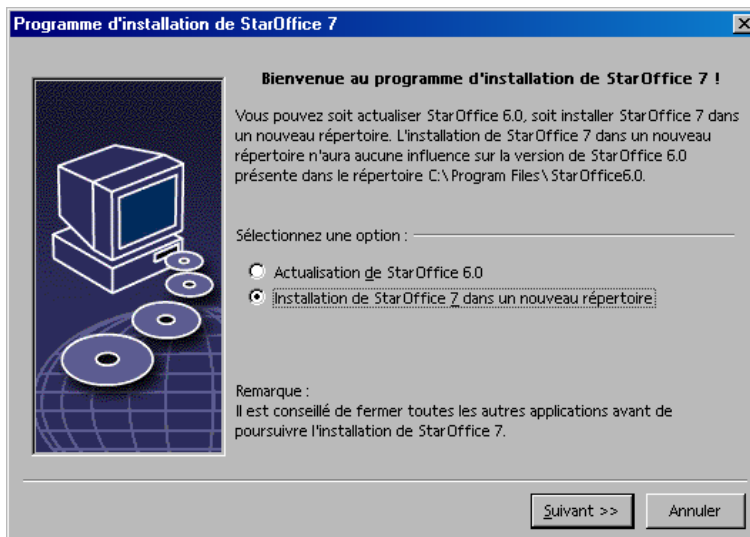 Programme d'installation de StarOffice 7
Bienvenue au programme d'installation de StarOffice 7 !
Vous pouvez soit actualiser StarOffice 6.0, soit installer StarOffice 7 dans
un nouveau répertoire. L'installation de StarOffice 7 dans un nouveau
répertoire n'aura aucune influence sur la version de StarOffice 6.0
présente dans le répertoire C:\Program Files\StarOffice6.0.
Sélectionnez une option :
Actualisation de StarOffice 6.0
Installation de StarOffice 7 dans un nouveau répertoire
Remarque :
Il est conseillé de fermer toutes les autres applications avant de
poursuivre l'installation de StarOffice 7.
Suivant >>
Annuler